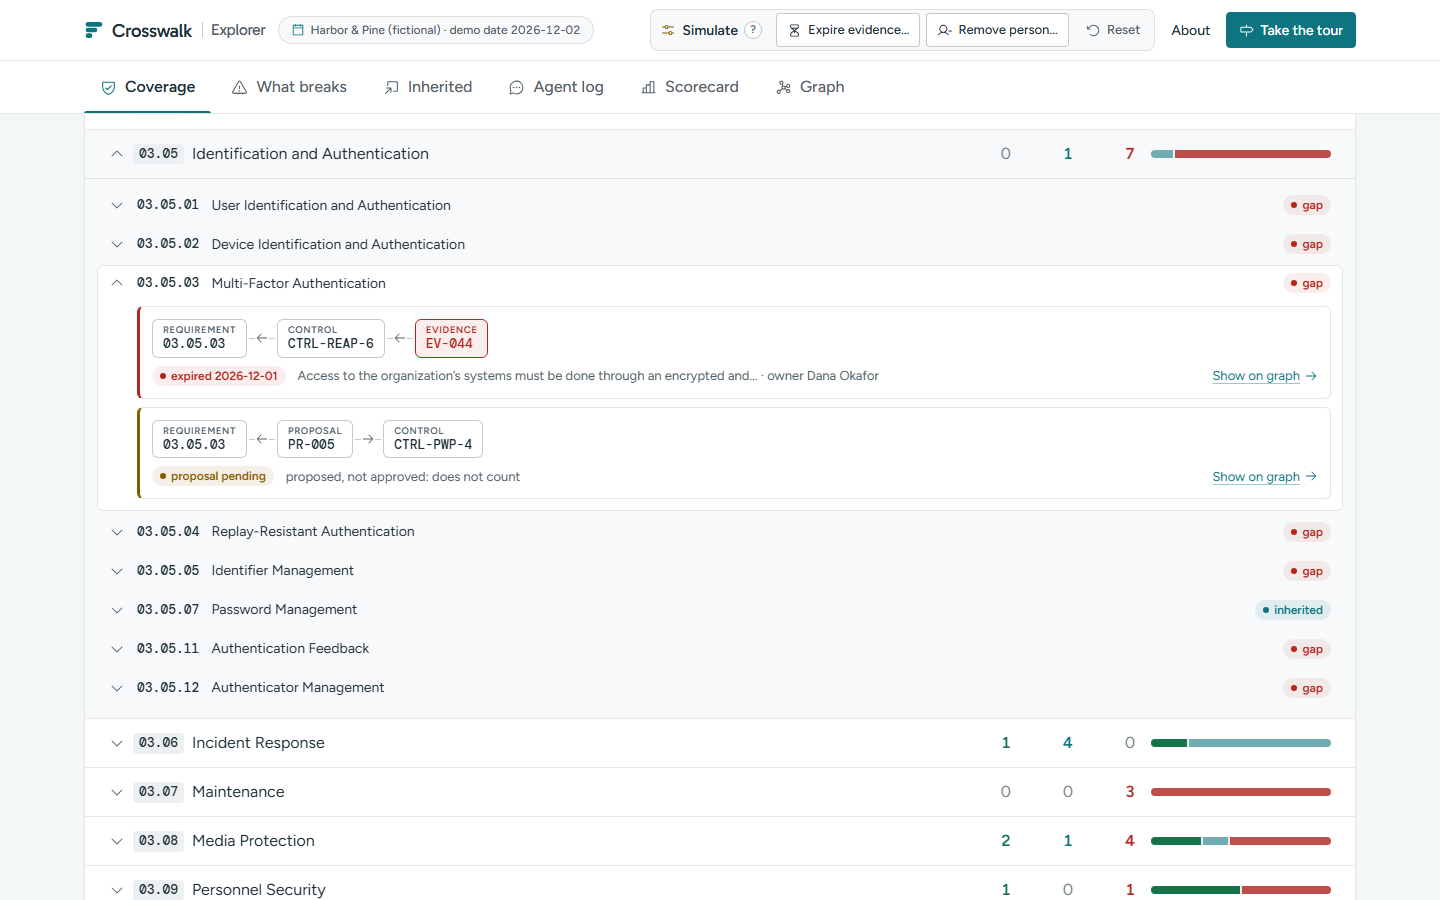 Crosswalk Explorer Harbor & Pine (fictional) · demo date 2026-12-02 Simulate ? Expire evidence... Remove person... Reset About Take the tour
Coverage What breaks Inherited Agent log Scorecard Graph
03.05 Identification and Authentication 0 1 7
03.05.01 User Identification and Authentication gap
03.05.02 Device Identification and Authentication gap
03.05.03 Multi-Factor Authentication gap
REQUIREMENT CONTROL EVIDENCE
03.05.03 CTRL-REAP-6 EV-044
expired 2026-12-01 Access to the organization's systems must be done through an encrypted and... · owner Dana Okafor Show on graph
REQUIREMENT PROPOSAL CONTROL
03.05.03 PR-005 CTRL-PWP-4
proposal pending proposed, not approved: does not count Show on graph
03.05.04 Replay-Resistant Authentication gap
03.05.05 Identifier Management gap
03.05.07 Password Management inherited
03.05.11 Authentication Feedback gap
03.05.12 Authenticator Management gap
03.06 Incident Response 1 4 0
03.07 Maintenance 0 0 3
03.08 Media Protection 2 1 4
03.09 Personnel Security 1 0 1